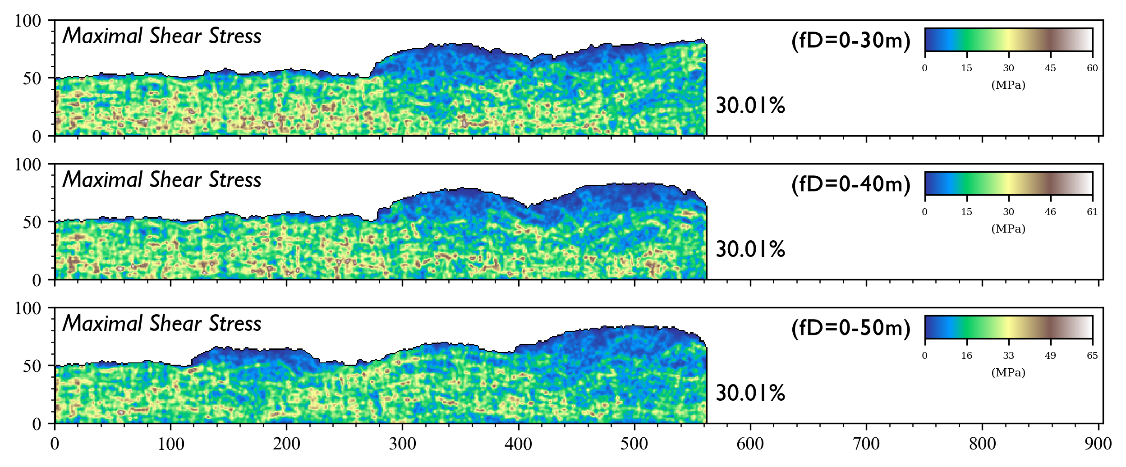 100
Maximal Shear Stress
(fD=0-30m)
50
0 15 30 45 60
(MPa)
30.01%
0
100
Maximal Shear Stress
(fD=0-40m)
50
0 15 30 46 61
(MPa)
30.01%
0
100
Maximal Shear Stress
(fD=0-50m)
50
0 16 33 49 65
(MPa)
30.01%
0
0 100 200 300 400 500 600 700 800 900